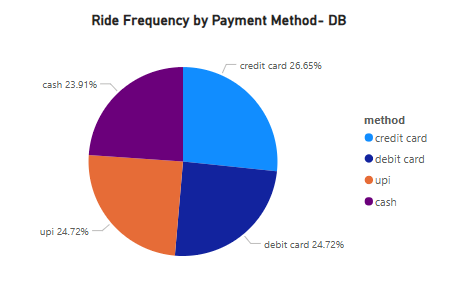 Ride Frequency by Payment Method- DB
credit card 26.65%
cash 23.91%
method
credit card
debit card
upi
cash
upi 24.72%
debit card 24.72%